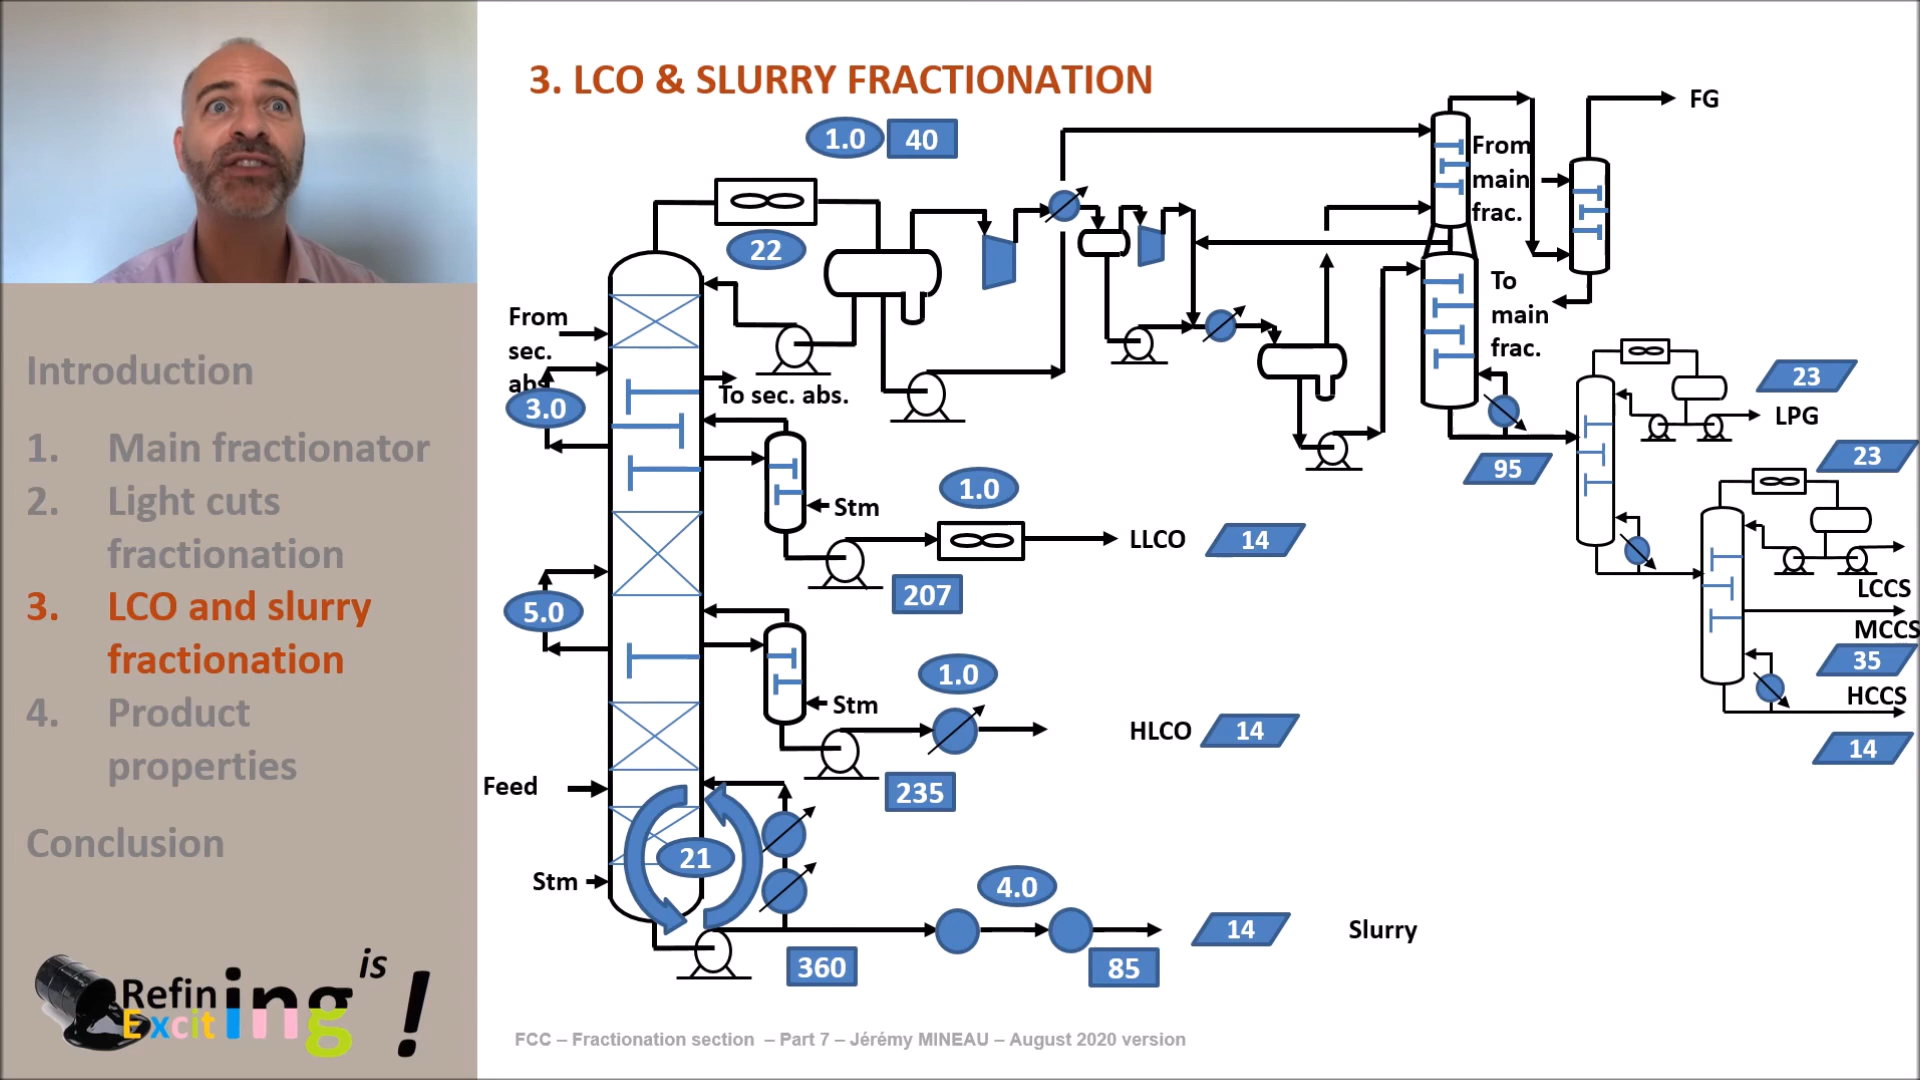 3. LCO & SLURRY FRACTIONATION
Introduction
1. Main fractionator
2. Light cuts
fractionation
3. LCO and slurry
fractionation
4. Product
properties
Conclusion
Refin ing is !
Exciting
1.0 40
22
FG
From
main
frac.
To
main
frac.
From
sec.
abs.
3.0
To sec. abs.
23
LPG
23
95
Stm
1.0
LLCO 14
207
LCCS
MCCS
35
HCCS
14
5.0
Stm
1.0
HLCO 14
235
Feed
21
Stm
4.0
14 Slurry
360
85
FCC – Fractionation section – Part 7 – Jérémy MINEAU – August 2020 version